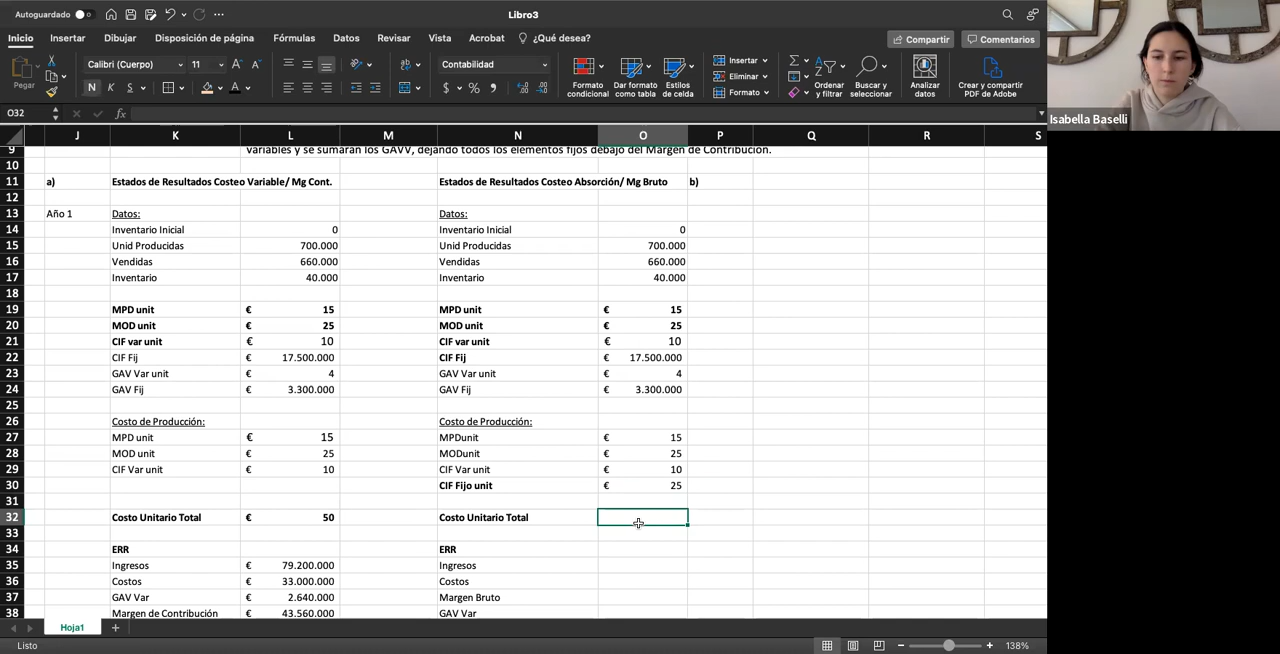 Autoguardado
Libro3
Inicio Insertar Dibujar Disposición de página Fórmulas Datos Revisar Vista Acrobat ¿Qué desea?
Compartir Comentarios
Pegar
Calibri (Cuerpo) 11
N K S
Contabilidad
$ % 000
Formato condicional
Dar formato como tabla
Estilos de celda
Insertar
Eliminar
Formato
Ordenar y filtrar
Buscar y seleccionar
Analizar datos
Crear y compartir PDF de Adobe
Isabella Baselli
O32 fx
J K L M N O P Q R S
9 variables y se sumarán los GAVV, dejando todos los elementos fijos debajo del Margen de Contribución.
10
11 a) Estados de Resultados Costeo Variable/ Mg Cont. Estados de Resultados Costeo Absorción/ Mg Bruto b)
12
13 Año 1 Datos: Datos:
14 Inventario Inicial 0 Inventario Inicial 0
15 Unid Producidas 700.000 Unid Producidas 700.000
16 Vendidas 660.000 Vendidas 660.000
17 Inventario 40.000 Inventario 40.000
18
19 MPD unit € 15 MPD unit € 15
20 MOD unit € 25 MOD unit € 25
21 CIF var unit € 10 CIF var unit € 10
22 CIF Fij € 17.500.000 CIF Fij € 17.500.000
23 GAV Var unit € 4 GAV Var unit € 4
24 GAV Fij € 3.300.000 GAV Fij € 3.300.000
25
26 Costo de Producción: Costo de Producción:
27 MPD unit € 15 MPDunit € 15
28 MOD unit € 25 MODunit € 25
29 CIF Var unit € 10 CIF Var unit € 10
30 CIF Fijo unit € 25
31
32 Costo Unitario Total € 50 Costo Unitario Total
33
34 ERR ERR
35 Ingresos € 79.200.000 Ingresos
36 Costos € 33.000.000 Costos
37 GAV Var € 2.640.000 Margen Bruto
38 Margen de Contribución € 43.560.000 GAV Var
Hoja1 +
Listo
138%